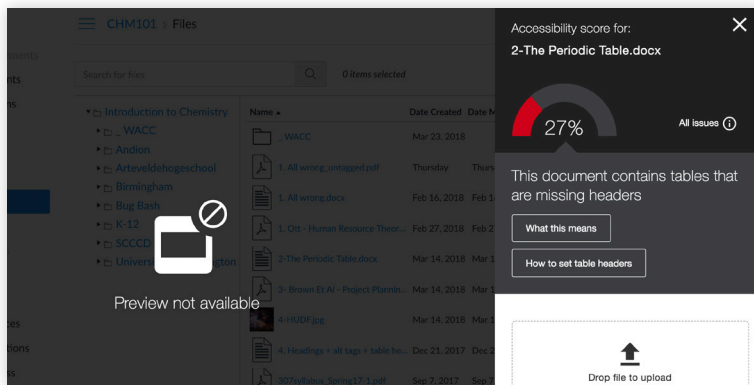 CHM101 › Files
Search for files
0 items selected
Introduction to Chemistry
_ WACC
Andion
Arteveldehogeschool
Birmingham
Bug Bash
K-12
SCCCD
Name
Date Created
_ WACC Mar 23, 2018
1. All wrong_untagged.pdf Thursday
1. All wrong.docx Feb 16, 2018
1. Ott - Human Resource Theor... Feb 27, 2018
2-The Periodic Table.docx Mar 14, 2018
3- Brown Et Al - Project Plannin... Mar 14, 2018
4-HUDF.jpg Mar 14, 2018
4. Headings + alt tags + table he... Dec 21, 2017
307syllabus_Spring17-1.pdf Sep 7, 2017
Preview not available
Accessibility score for:
2-The Periodic Table.docx
27%
All issues
This document contains tables that
are missing headers
What this means
How to set table headers
Drop file to upload